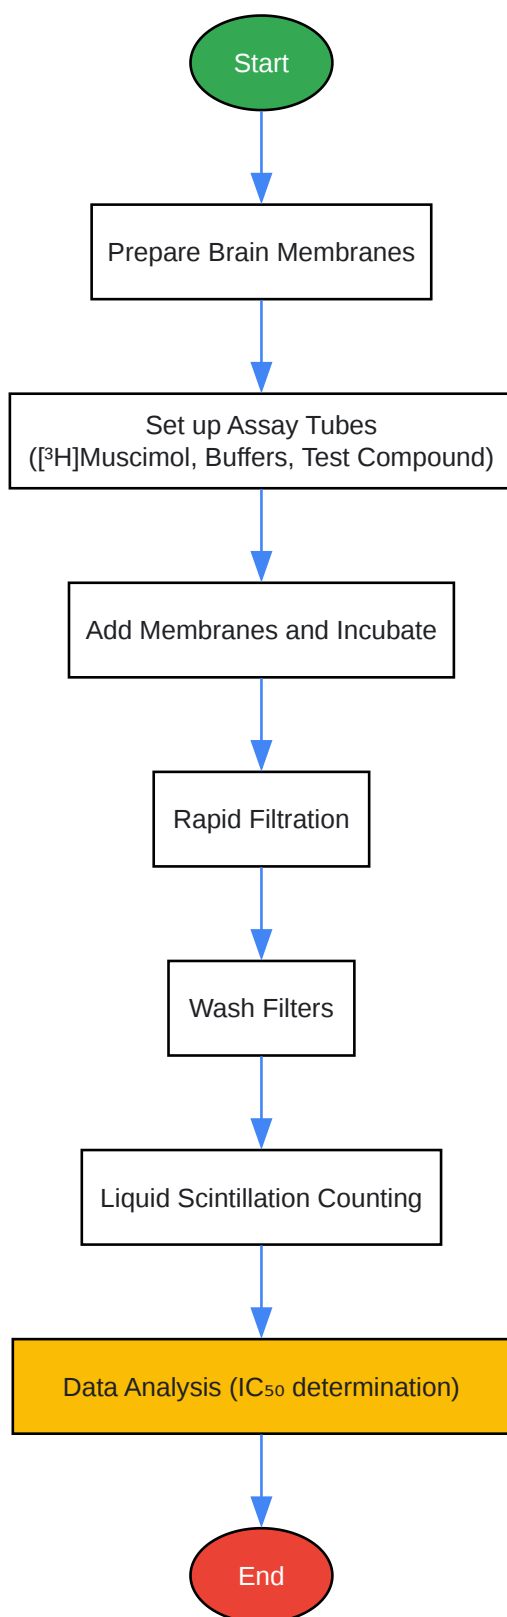 Start
Prepare Brain Membranes
Set up Assay Tubes
([³H]Muscimol, Buffers, Test Compound)
Add Membranes and Incubate
Rapid Filtration
Wash Filters
Liquid Scintillation Counting
Data Analysis (IC₅₀ determination)
End